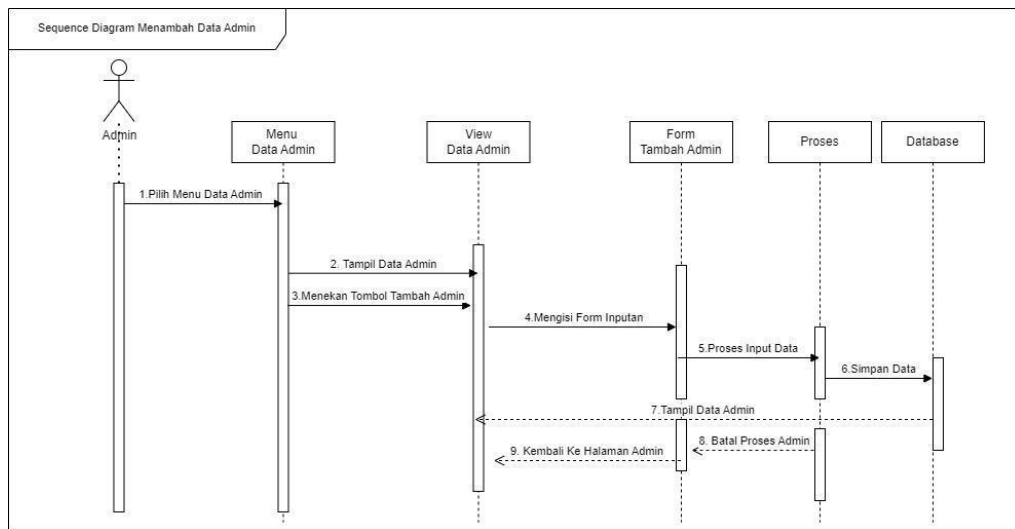 Sequence Diagram Menambah Data Admin
Admin
Menu
Data Admin
View
Data Admin
Form
Tambah Admin
Proses
Database
1.Pilih Menu Data Admin
2. Tampil Data Admin
3.Menekan Tombol Tambah Admin
4.Mengisi Form Inputan
5.Proses Input Data
6.Simpan Data
7.Tampil Data Admin
8. Batal Proses Admin
9. Kembali Ke Halaman Admin